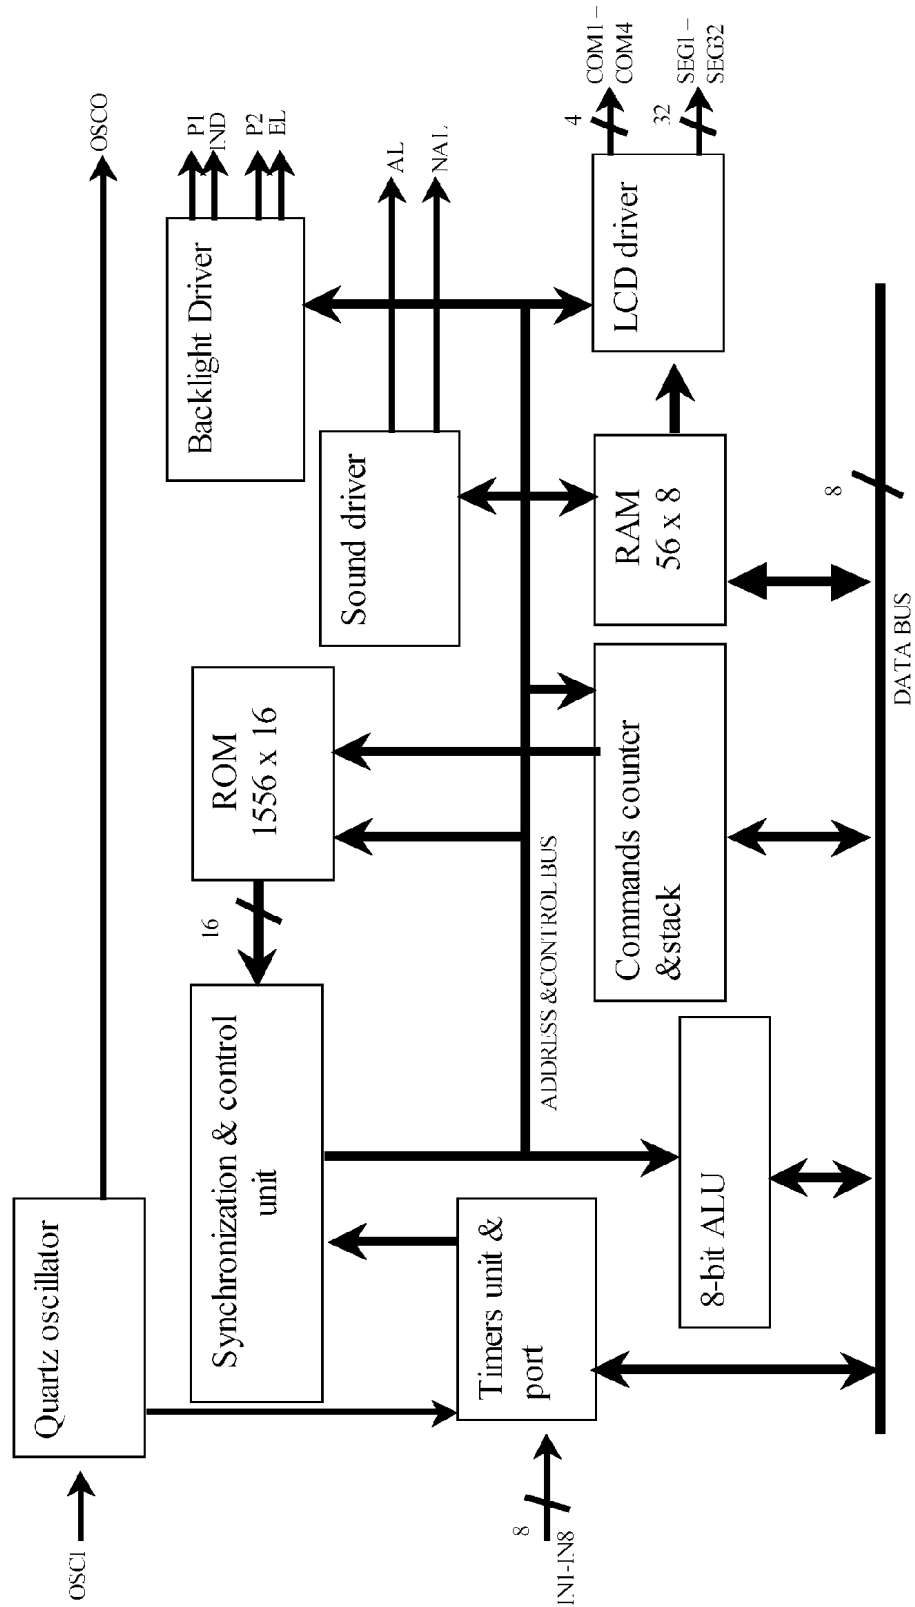 OSCI
Quartz oscillator
OSCO
Synchronization & control
unit
16
ROM
1556 x 16
Backlight Driver
P1
IND
P2
EL
Sound driver
AL
NAL
Timers unit &
port
8
IN1-IN8
ADDRESS &CONTROL BUS
8-bit ALU
Commands counter
&stack
RAM
56 x 8
LCD driver
4
COM1 –
COM4
32
SEG1 –
SEG32
8
DATA BUS